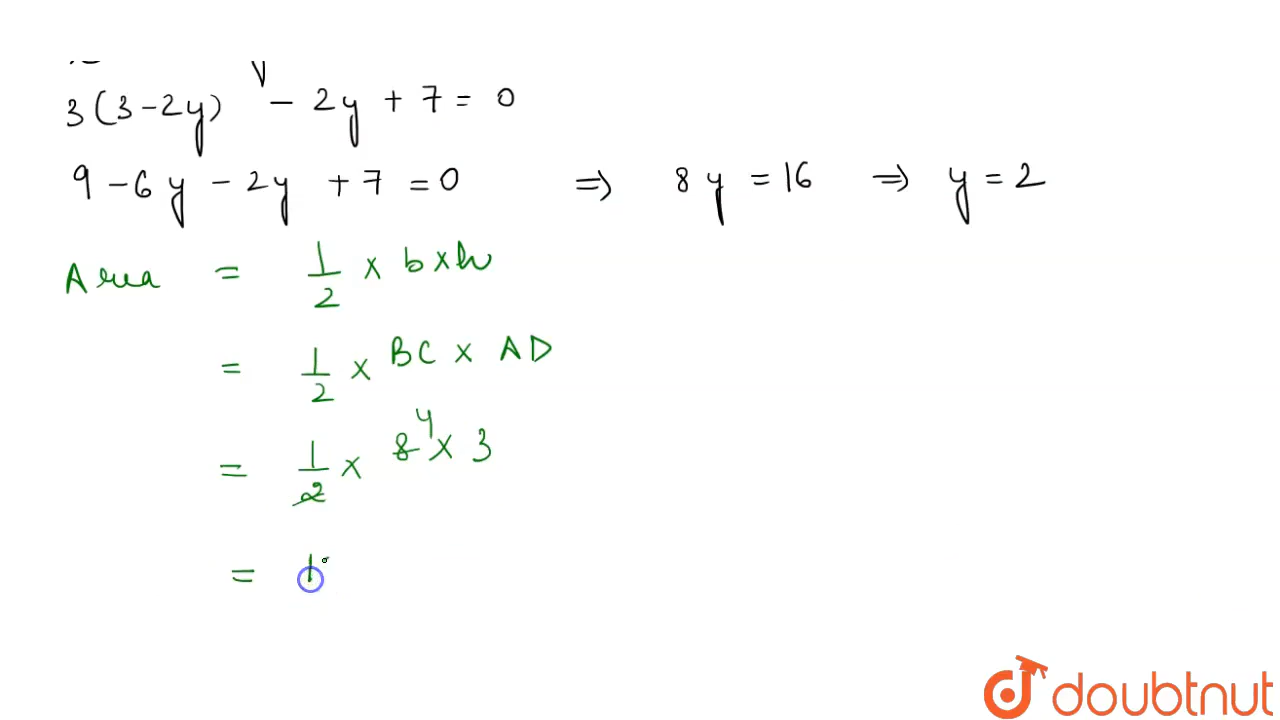 3(3-2y) - 2y + 7 = 0
9 - 6y - 2y + 7 = 0 ⇒ 8y = 16 ⇒ y = 2
Area = 1/2 × b×h
= 1/2 × BC × AD
= 1/2 × 8 4 × 3
= 1
doubtnut